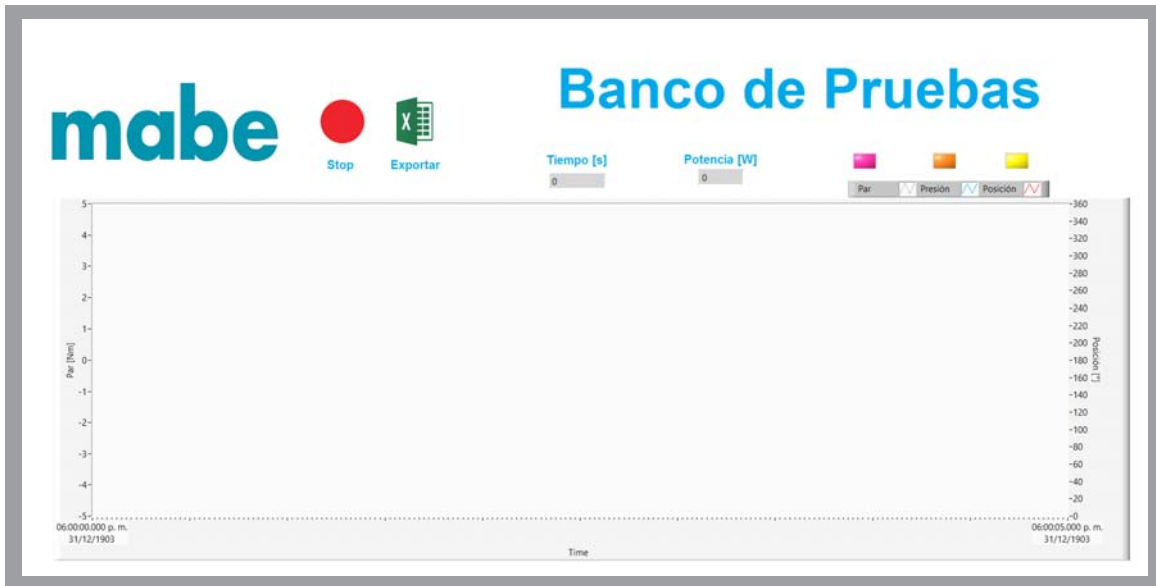 mabe
Stop
Exportar
X
Banco de Pruebas
Tiempo [s]
0
Potencia [W]
0
Par
Presión
Posición
5
4
3
2
1
0
-1
-2
-3
-4
-5
Par [Nm]
360
340
320
300
280
260
240
220
200
180
160
140
120
100
80
60
40
20
0
Posición [°]
06:00:00.000 p. m.
31/12/1903
06:00:05.000 p. m.
31/12/1903
Time